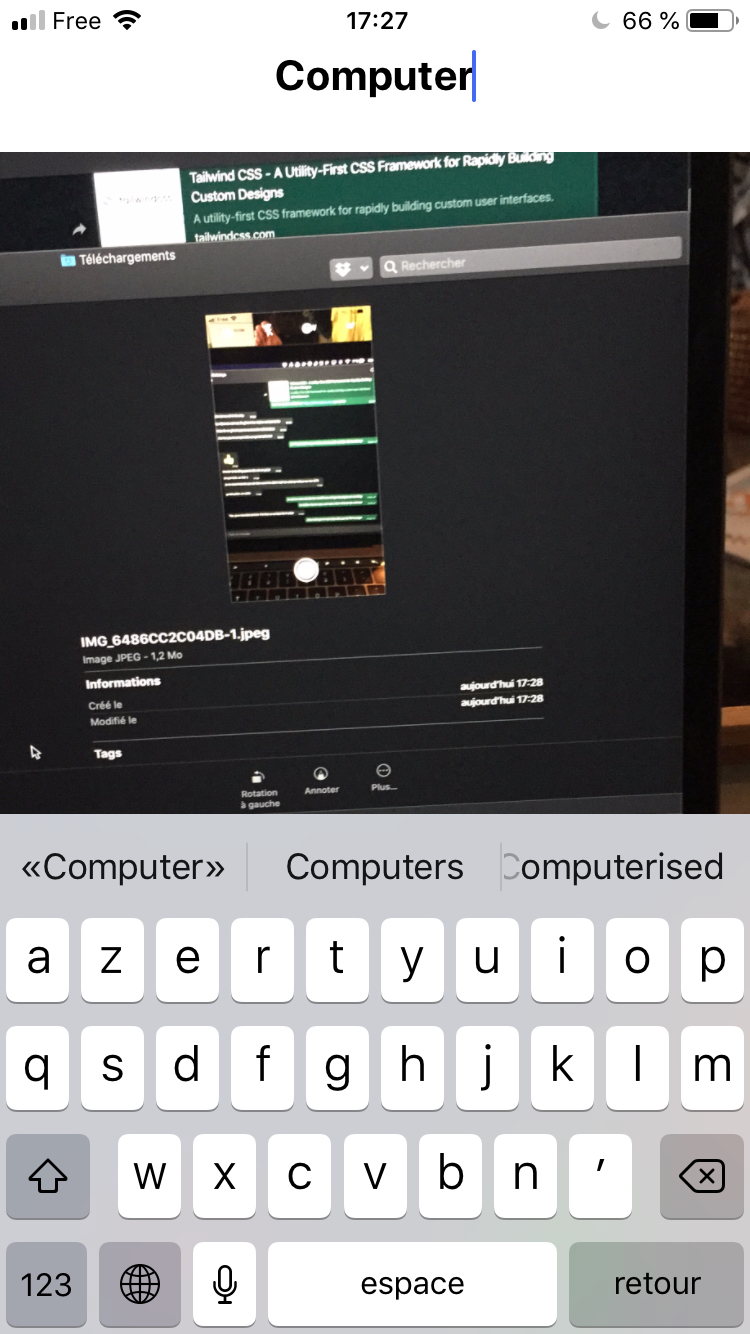 Free 17:27 66 %
Computer
Tailwind CSS - A Utility-First CSS Framework for Rapidly Building
Custom Designs
A utility-first CSS framework for rapidly building custom user interfaces.
tailwindcss.com
Téléchargements
Rechercher
IMG_6486CC2C04DB-1.jpeg
Image JPEG - 1,2 Mo
Informations
Créé le aujourd'hui 17:28
Modifié le aujourd'hui 17:28
Tags
Rotation
à gauche
Annoter
Plus...
«Computer» Computers Computerised
a z e r t y u i o p
q s d f g h j k l m
w x c v b n ’
123 espace retour